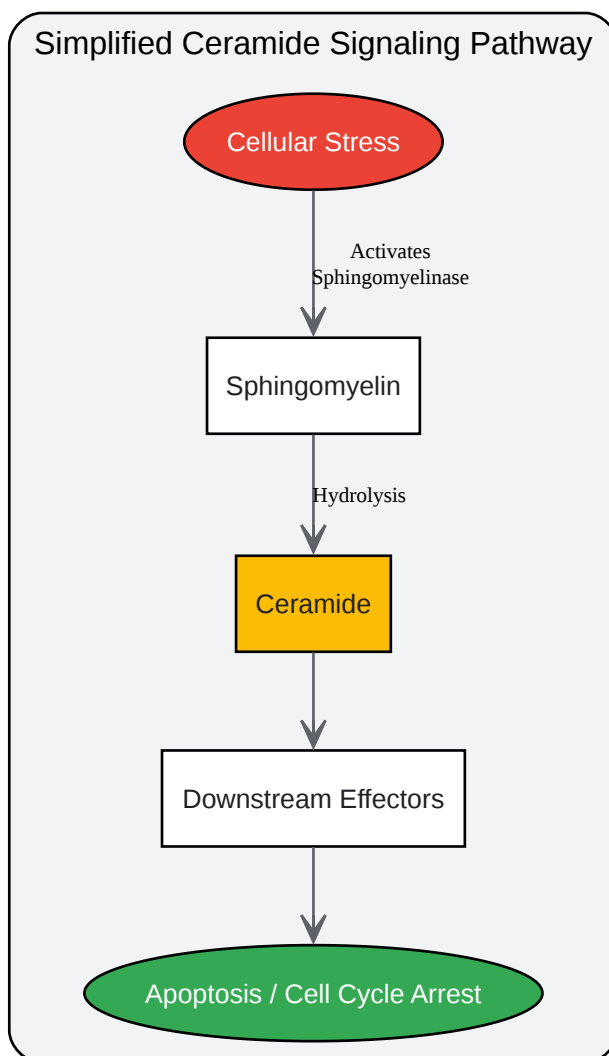 Simplified Ceramide Signaling Pathway
Cellular Stress
Activates
Sphingomyelinase
Sphingomyelin
Hydrolysis
Ceramide
Downstream Effectors
Apoptosis / Cell Cycle Arrest